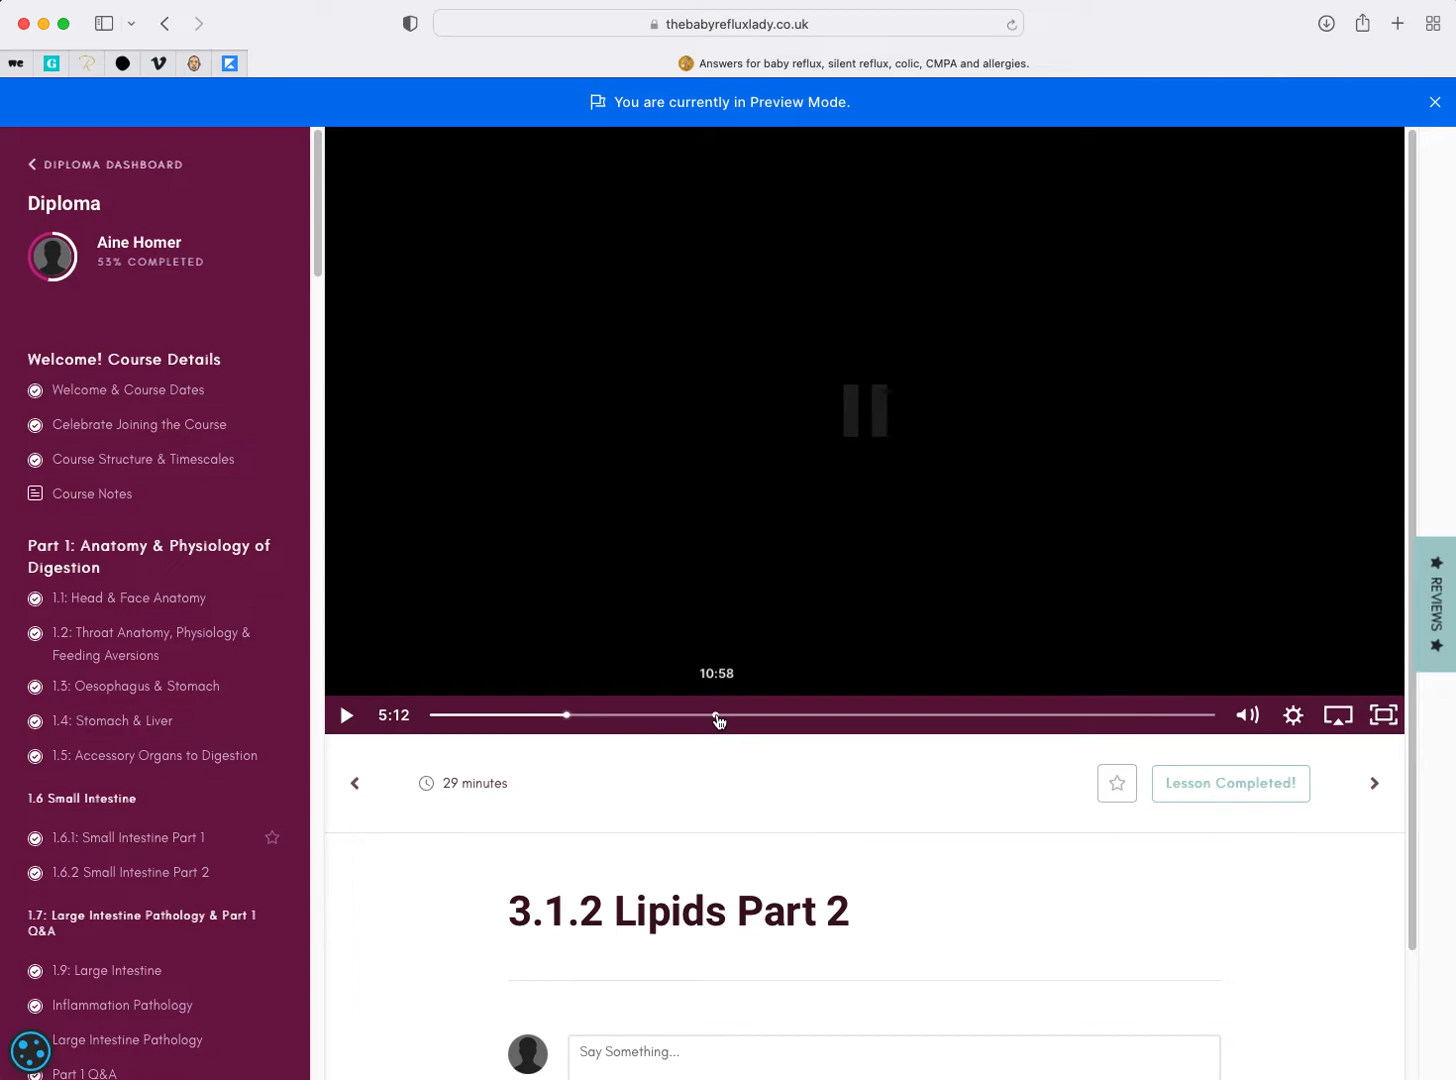 we
G
R
thebabyrefluxlady.co.uk
Answers for baby reflux, silent reflux, colic, CMPA and allergies.
You are currently in Preview Mode.
DIPLOMA DASHBOARD
Diploma
Aine Homer
53% COMPLETED
Welcome! Course Details
Welcome & Course Dates
Celebrate Joining the Course
Course Structure & Timescales
Course Notes
Part 1: Anatomy & Physiology of
Digestion
1.1: Head & Face Anatomy
1.2: Throat Anatomy, Physiology &
Feeding Aversions
1.3: Oesophagus & Stomach
1.4: Stomach & Liver
1.5: Accessory Organs to Digestion
1.6 Small Intestine
1.6.1: Small Intestine Part 1
1.6.2 Small Intestine Part 2
1.7: Large Intestine Pathology & Part 1
Q&A
1.9: Large Intestine
Inflammation Pathology
Large Intestine Pathology
Part 1 Q&A
10:58
5:12
29 minutes
Lesson Completed!
3.1.2 Lipids Part 2
Say Something...
★ REVIEWS ★